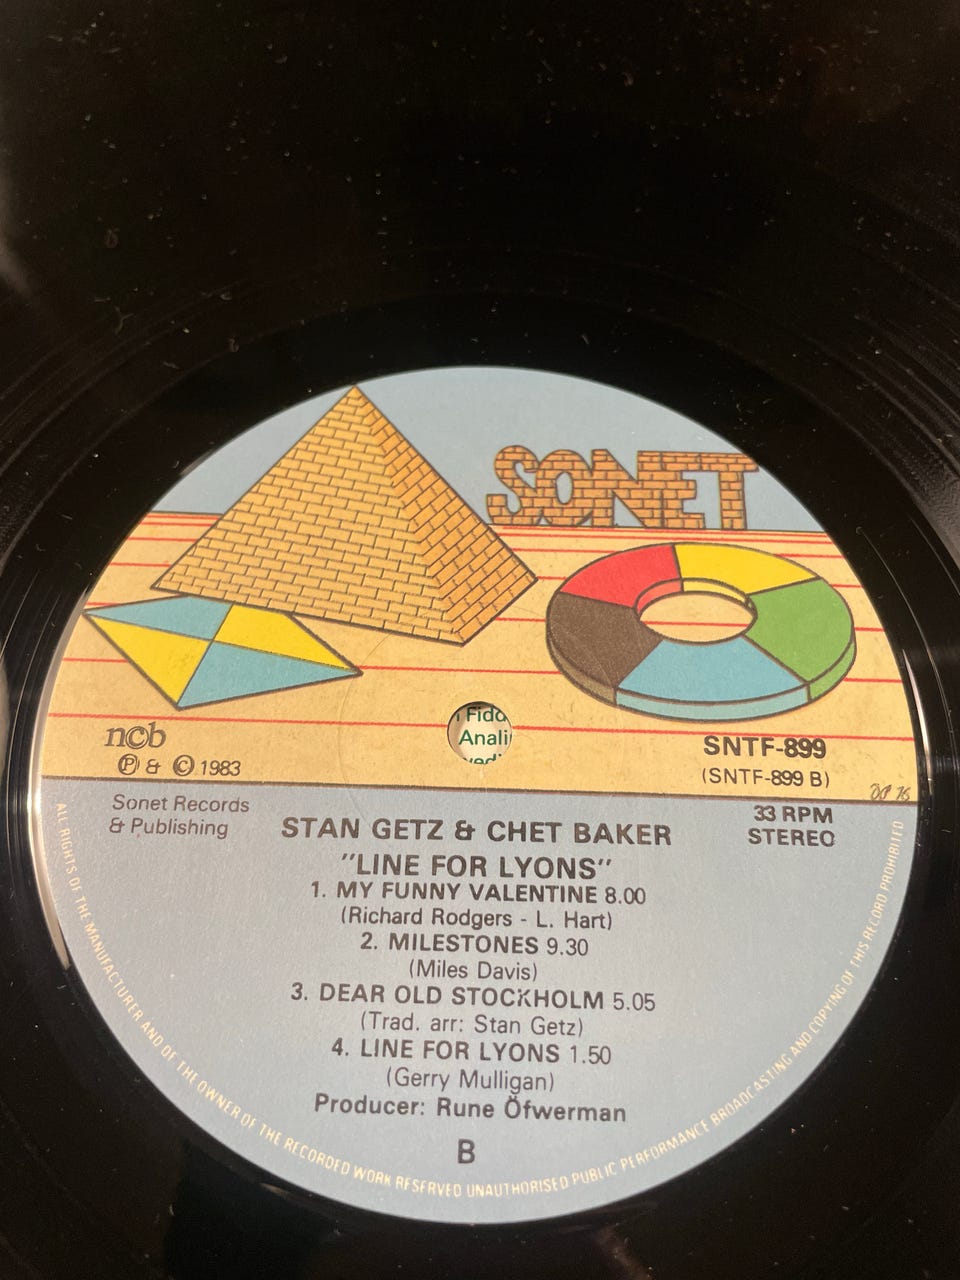 SONET
i Fido
Anali
vedi
ncb
Ⓟ & © 1983
SNTF-899
(SNTF-899 B)
Sonet Records
& Publishing
33 RPM
STEREO
STAN GETZ & CHET BAKER
"LINE FOR LYONS"
1. MY FUNNY VALENTINE 8.00
(Richard Rodgers - L. Hart)
2. MILESTONES 9.30
(Miles Davis)
3. DEAR OLD STOCKHOLM 5.05
(Trad. arr: Stan Getz)
4. LINE FOR LYONS 1.50
(Gerry Mulligan)
Producer: Rune Öfwerman
B
ALL RIGHTS OF THE MANUFACTURER AND OF THE OWNER OF THE RECORDED WORK RESERVED UNAUTHORISED PUBLIC PERFORMANCE BROADCASTING AND COPYING OF THIS RECORD PROHIBITED